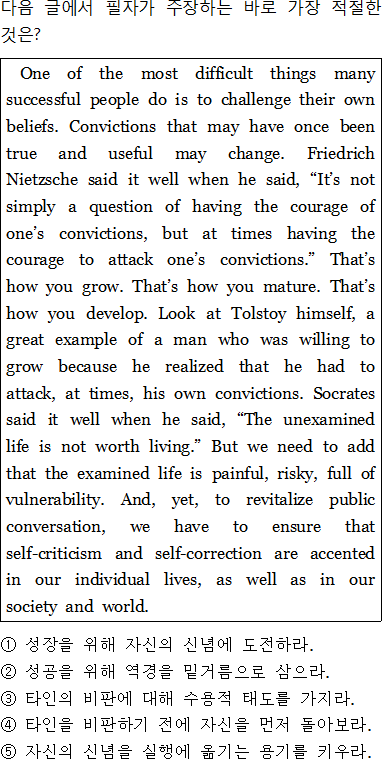 다음 글에서 필자가 주장하는 바로 가장 적절한
것은?
One of the most difficult things many
successful people do is to challenge their own
beliefs. Convictions that may have once been
true and useful may change. Friedrich
Nietzsche said it well when he said, “It’s not
simply a question of having the courage of
one’s convictions, but at times having the
courage to attack one’s convictions.” That’s
how you grow. That’s how you mature. That’s
how you develop. Look at Tolstoy himself, a
great example of a man who was willing to
grow because he realized that he had to
attack, at times, his own convictions. Socrates
said it well when he said, “The unexamined
life is not worth living.” But we need to add
that the examined life is painful, risky, full of
vulnerability. And, yet, to revitalize public
conversation, we have to ensure that
self-criticism and self-correction are accented
in our individual lives, as well as in our
society and world.
① 성장을 위해 자신의 신념에 도전하라.
② 성공을 위해 역경을 밑거름으로 삼으라.
③ 타인의 비판에 대해 수용적 태도를 가지라.
④ 타인을 비판하기 전에 자신을 먼저 돌아보라.
⑤ 자신의 신념을 실행에 옮기는 용기를 키우라.